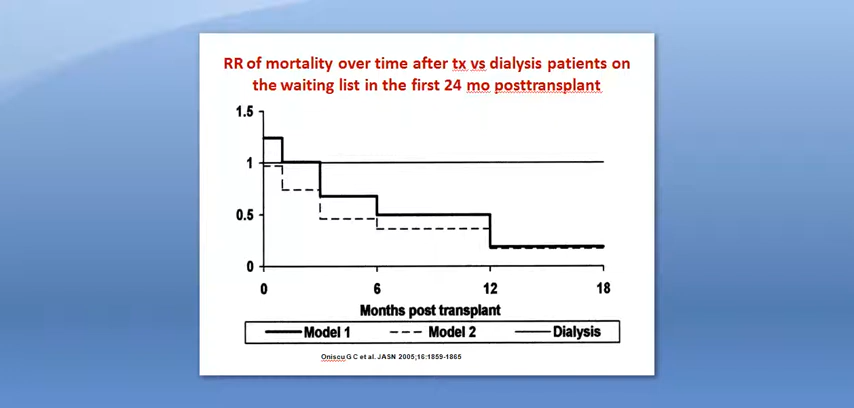 RR of mortality over time after tx vs dialysis patients on
the waiting list in the first 24 mo posttransplant
1.5
1
0.5
0
0 6 12 18
Months post transplant
Model 1 Model 2 Dialysis
Oniscu G C et al. JASN 2005;16:1859-1865